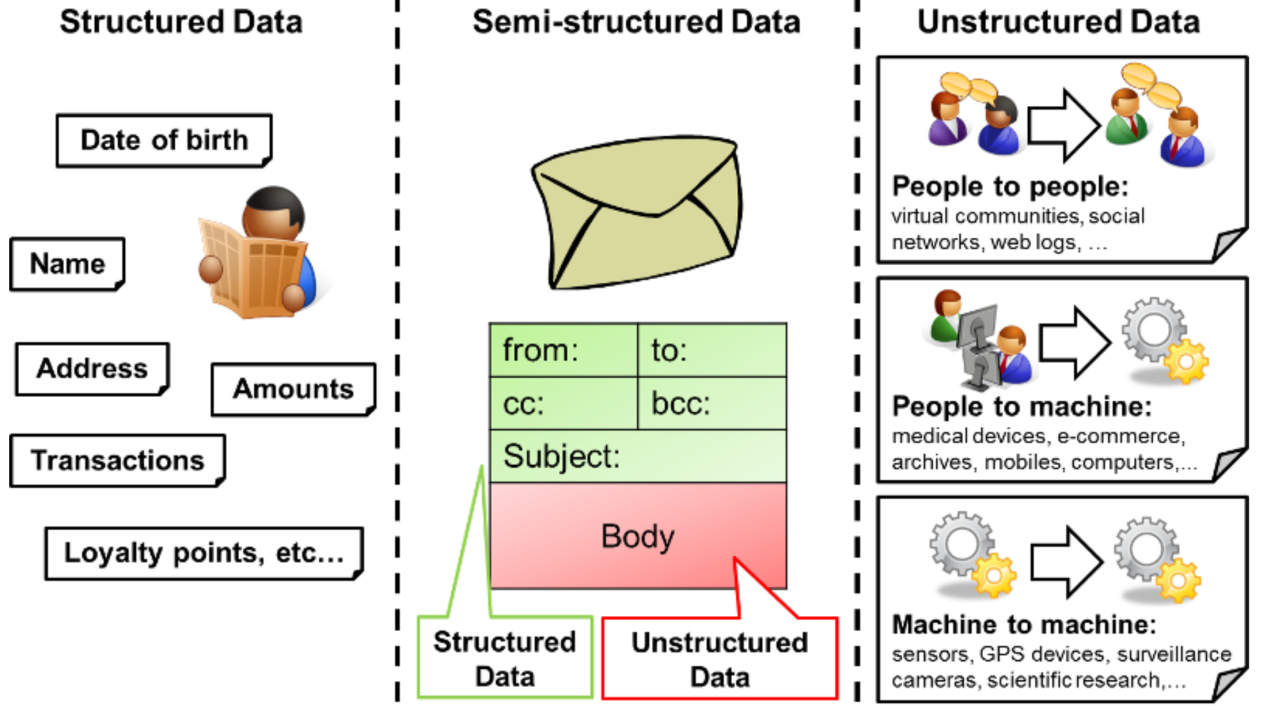 Structured Data
Date of birth
Name
Address
Amounts
Transactions
Loyalty points, etc...
Semi-structured Data
from:
to:
cc:
bcc:
Subject:
Body
Structured
Data
Unstructured
Data
Unstructured Data
People to people:
virtual communities, social
networks, web logs, ...
People to machine:
medical devices, e-commerce,
archives, mobiles, computers,...
Machine to machine:
sensors, GPS devices, surveillance
cameras, scientific research,...